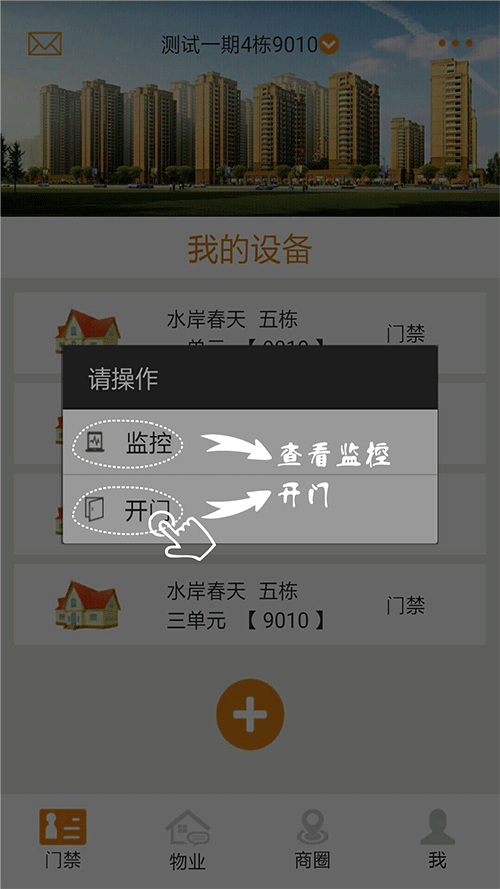 测试一期4栋9010
我的设备
水岸春天 五栋
门禁
一单元 【9010】
请操作
监控
查看监控
开门
开门
水岸春天 五栋
门禁
三单元 【9010】
门禁
物业
商圈
我